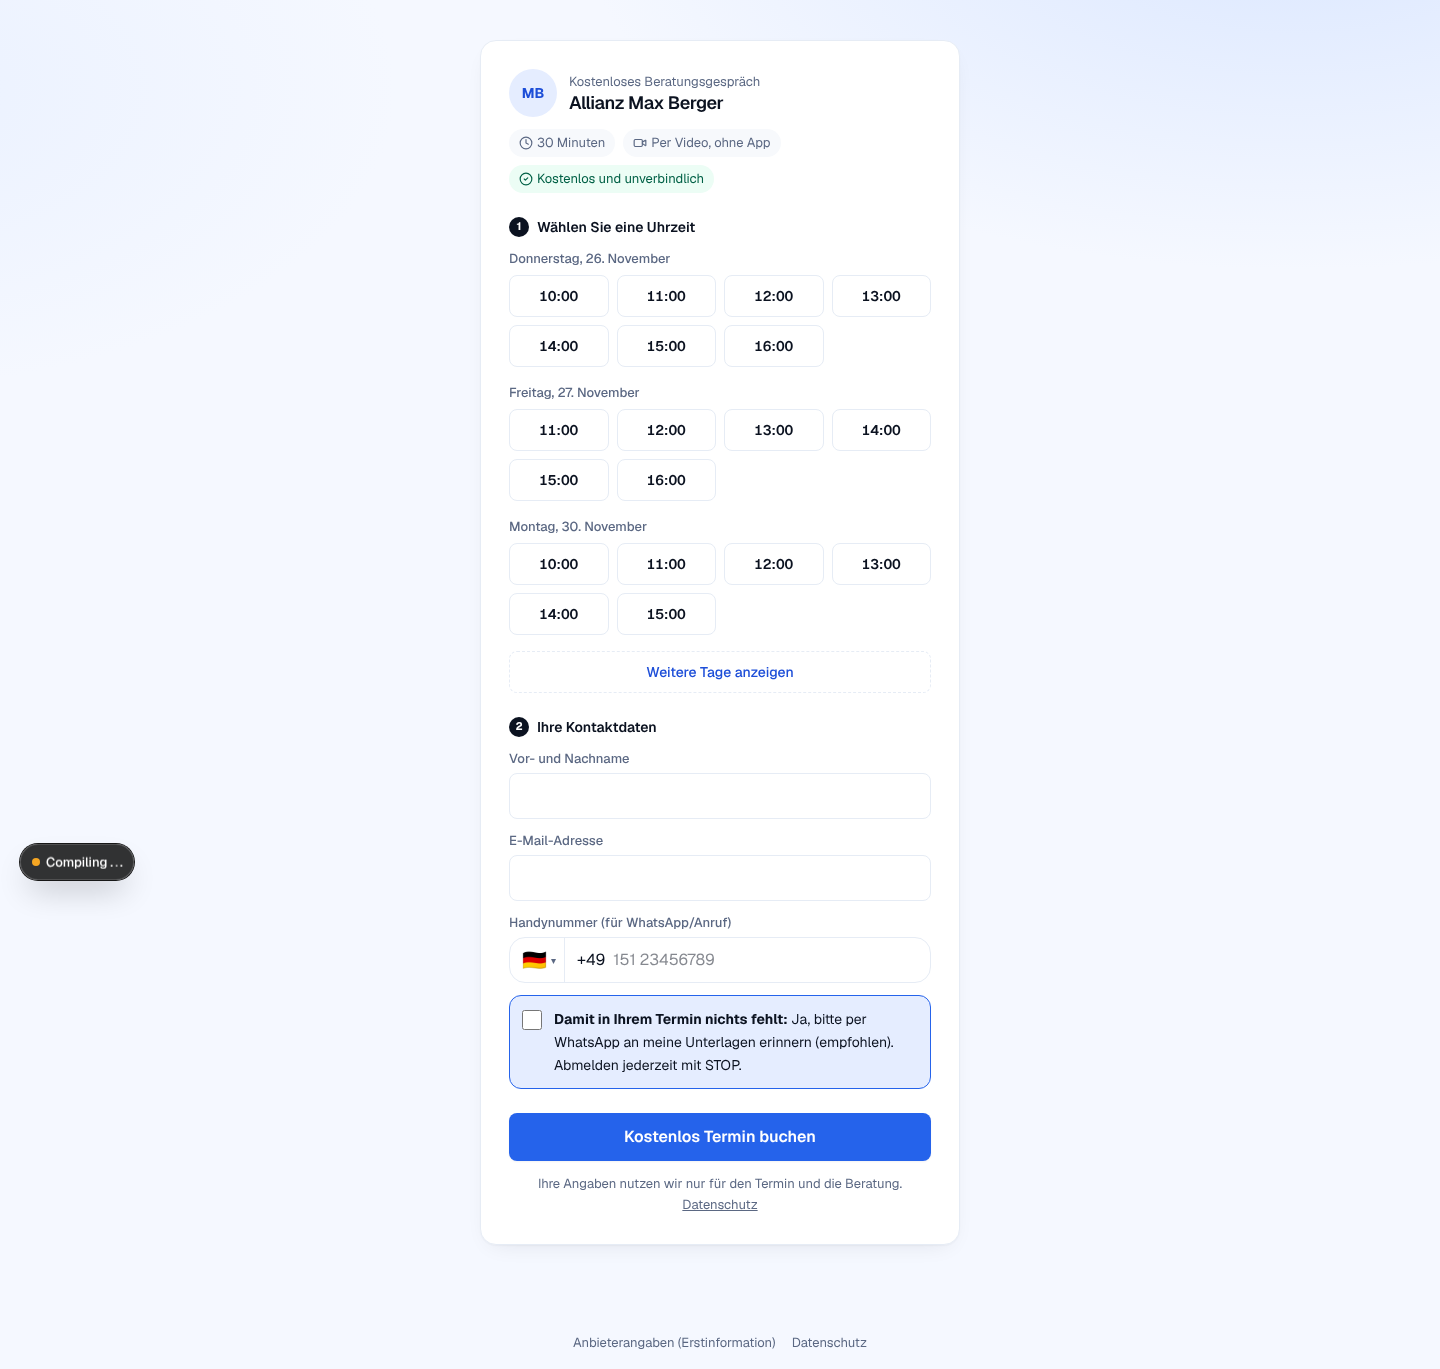 MB
Kostenloses Beratungsgespräch
Allianz Max Berger
30 Minuten
Per Video, ohne App
Kostenlos und unverbindlich
1 Wählen Sie eine Uhrzeit
Donnerstag, 26. November
10:00 11:00 12:00 13:00
14:00 15:00 16:00
Freitag, 27. November
11:00 12:00 13:00 14:00
15:00 16:00
Montag, 30. November
10:00 11:00 12:00 13:00
14:00 15:00
Weitere Tage anzeigen
2 Ihre Kontaktdaten
Vor- und Nachname
E-Mail-Adresse
Compiling ...
Handynummer (für WhatsApp/Anruf)
+49 151 23456789
Damit in Ihrem Termin nichts fehlt: Ja, bitte per
WhatsApp an meine Unterlagen erinnern (empfohlen).
Abmelden jederzeit mit STOP.
Kostenlos Termin buchen
Ihre Angaben nutzen wir nur für den Termin und die Beratung.
Datenschutz
Anbieterangaben (Erstinformation) Datenschutz